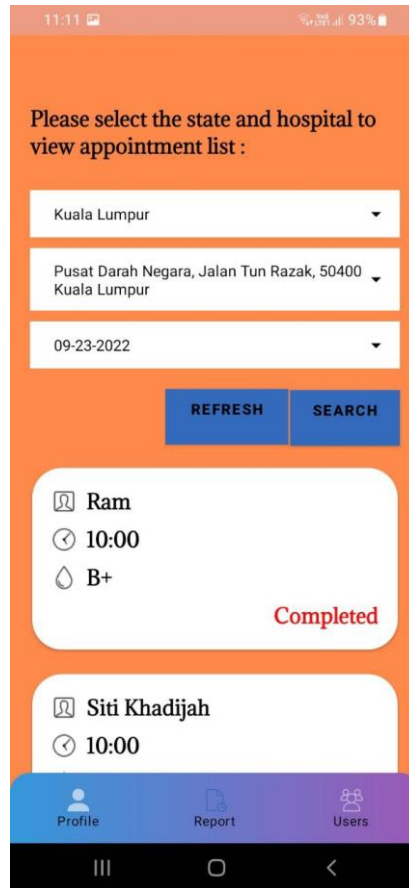 11:11 93%
Please select the state and hospital to
view appointment list :
Kuala Lumpur
Pusat Darah Negara, Jalan Tun Razak, 50400
Kuala Lumpur
09-23-2022
REFRESH SEARCH
Ram
10:00
B+
Completed
Siti Khadijah
10:00
Profile Report Users